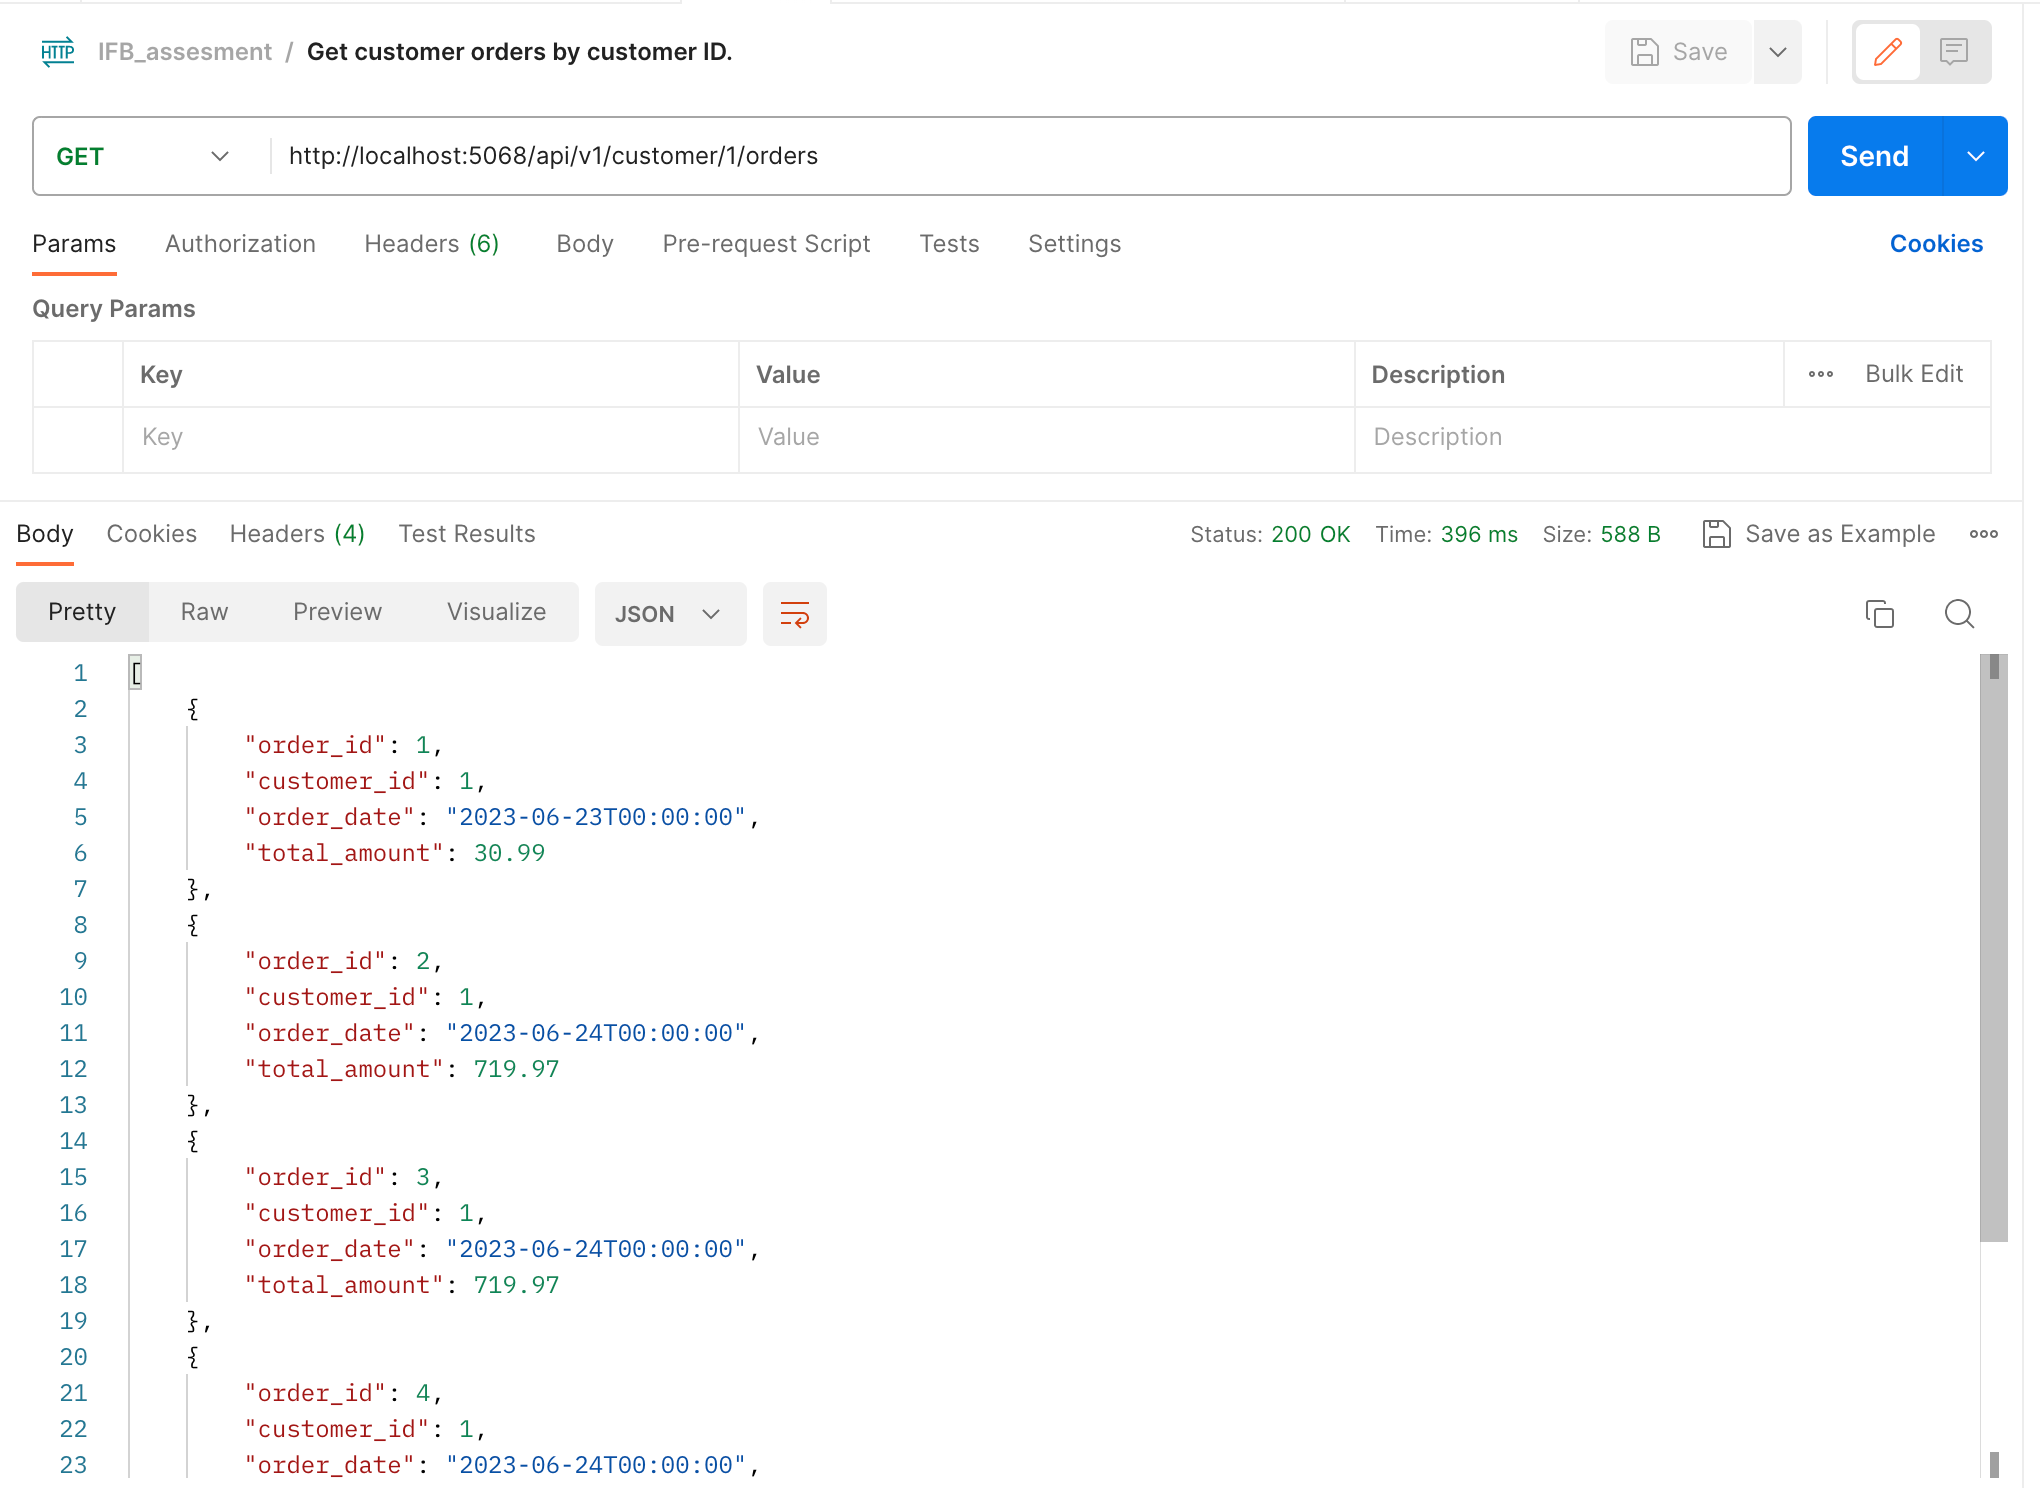 HTTP IFB_assesment / Get customer orders by customer ID. Save
GET http://localhost:5068/api/v1/customer/1/orders Send
Params Authorization Headers (6) Body Pre-request Script Tests Settings Cookies
Query Params
Key Value Description Bulk Edit
Key Value Description
Body Cookies Headers (4) Test Results Status: 200 OK Time: 396 ms Size: 588 B Save as Example
Pretty Raw Preview Visualize JSON
1 [
2 {
3 "order_id": 1,
4 "customer_id": 1,
5 "order_date": "2023-06-23T00:00:00",
6 "total_amount": 30.99
7 },
8 {
9 "order_id": 2,
10 "customer_id": 1,
11 "order_date": "2023-06-24T00:00:00",
12 "total_amount": 719.97
13 },
14 {
15 "order_id": 3,
16 "customer_id": 1,
17 "order_date": "2023-06-24T00:00:00",
18 "total_amount": 719.97
19 },
20 {
21 "order_id": 4,
22 "customer_id": 1,
23 "order_date": "2023-06-24T00:00:00",